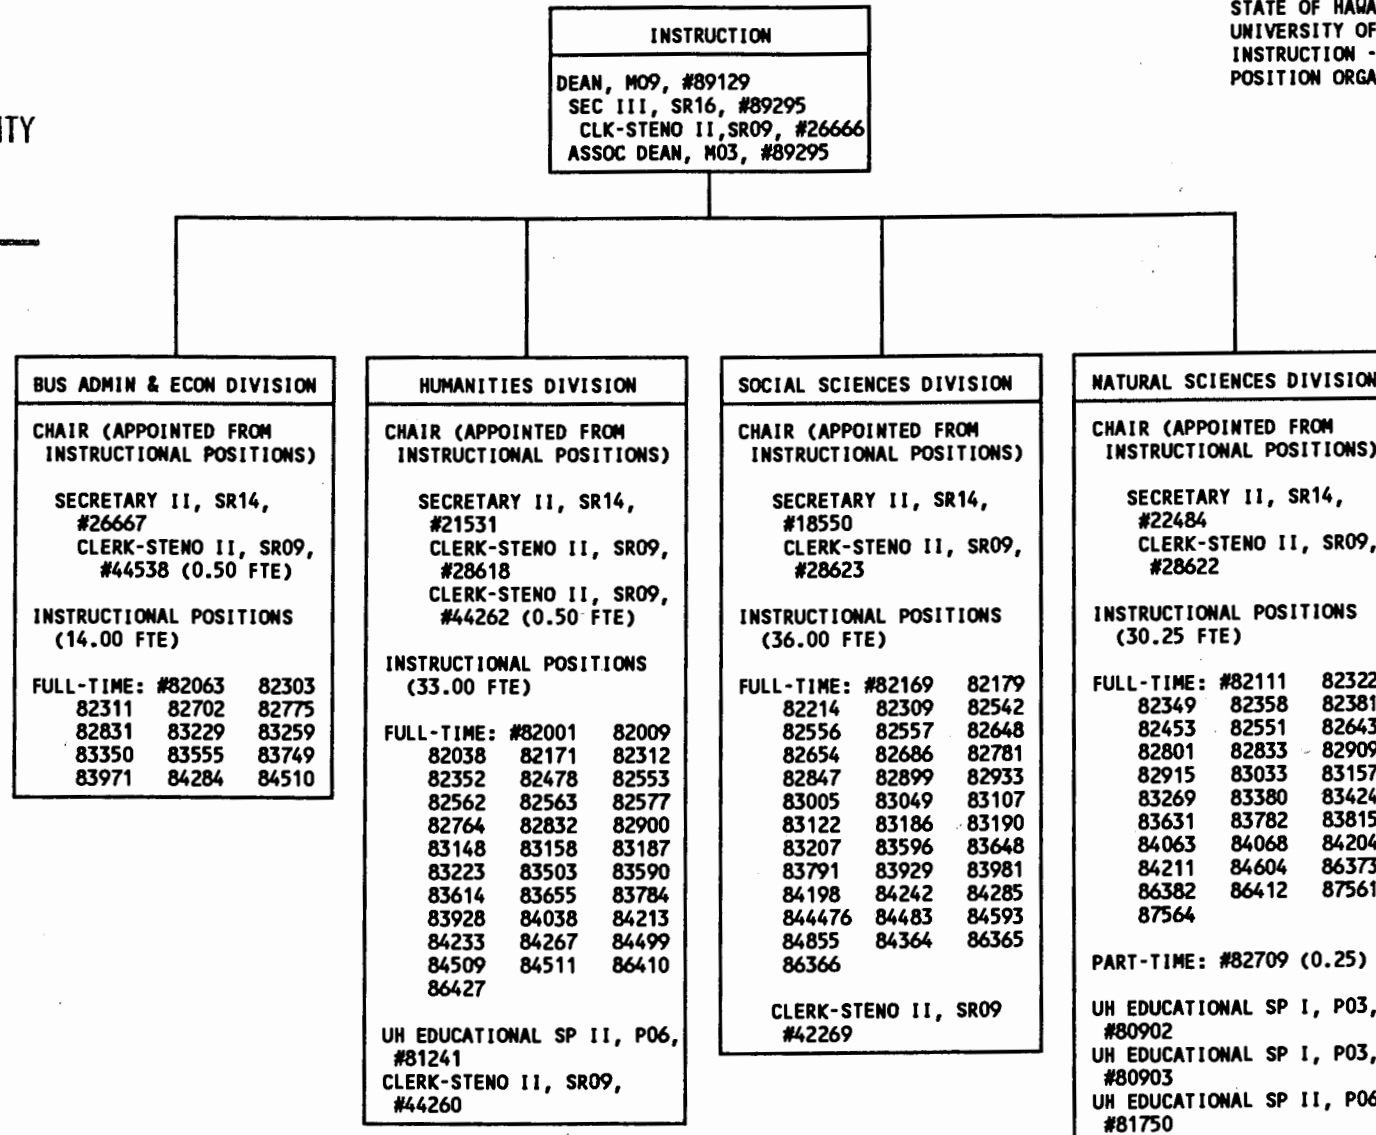 STATE OF HAWA
UNIVERSITY OF
INSTRUCTION -
POSITION ORGA
ITY
INSTRUCTION
DEAN, M09, #89129
SEC III, SR16, #89295
CLK-STENO II,SR09, #26666
ASSOC DEAN, M03, #89295
BUS ADMIN & ECON DIVISION
CHAIR (APPOINTED FROM
INSTRUCTIONAL POSITIONS)
SECRETARY II, SR14,
#26667
CLERK-STENO II, SR09,
#44538 (0.50 FTE)
INSTRUCTIONAL POSITIONS
(14.00 FTE)
FULL-TIME: #82063 82303
82311 82702 82775
82831 83229 83259
83350 83555 83749
83971 84284 84510
HUMANITIES DIVISION
CHAIR (APPOINTED FROM
INSTRUCTIONAL POSITIONS)
SECRETARY II, SR14,
#21531
CLERK-STENO II, SR09,
#28618
CLERK-STENO II, SR09,
#44262 (0.50 FTE)
INSTRUCTIONAL POSITIONS
(33.00 FTE)
FULL-TIME: #82001 82009
82038 82171 82312
82352 82478 82553
82562 82563 82577
82764 82832 82900
83148 83158 83187
83223 83503 83590
83614 83655 83784
83928 84038 84213
84233 84267 84499
84509 84511 86410
86427
UH EDUCATIONAL SP II, P06,
#81241
CLERK-STENO II, SR09,
#44260
SOCIAL SCIENCES DIVISION
CHAIR (APPOINTED FROM
INSTRUCTIONAL POSITIONS)
SECRETARY II, SR14,
#18550
CLERK-STENO II, SR09,
#28623
INSTRUCTIONAL POSITIONS
(36.00 FTE)
FULL-TIME: #82169 82179
82214 82309 82542
82556 82557 82648
82654 82686 82781
82847 82899 82933
83005 83049 83107
83122 83186 83190
83207 83596 83648
83791 83929 83981
84198 84242 84285
844476 84483 84593
84855 84364 86365
86366
CLERK-STENO II, SR09
#42269
NATURAL SCIENCES DIVISION
CHAIR (APPOINTED FROM
INSTRUCTIONAL POSITIONS)
SECRETARY II, SR14,
#22484
CLERK-STENO II, SR09,
#28622
INSTRUCTIONAL POSITIONS
(30.25 FTE)
FULL-TIME: #82111 82322
82349 82358 82381
82453 82551 82643
82801 82833 82909
82915 83033 83157
83269 83380 83424
83631 83782 83815
84063 84068 84204
84211 84604 86373
86382 86412 87561
87564
PART-TIME: #82709 (0.25)
UH EDUCATIONAL SP I, P03,
#80902
UH EDUCATIONAL SP I, P03,
#80903
UH EDUCATIONAL SP II, P06
#81750